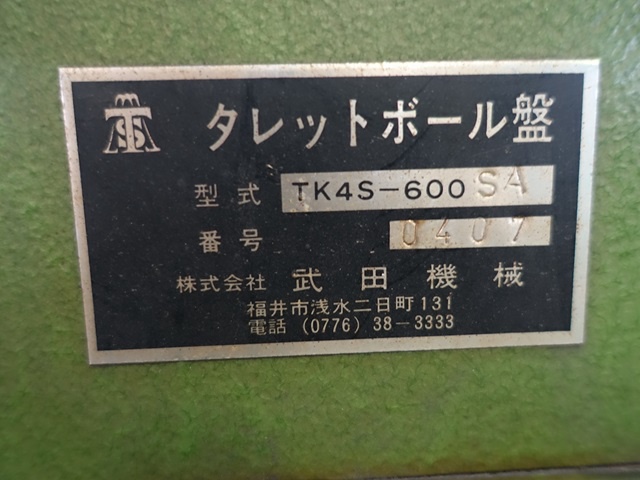 タレットボール盤
型式 TK4S-600 SA
番号 0407
株式会社 武田機械
福井市浅水二日町131
電話 (0776) 38-3333